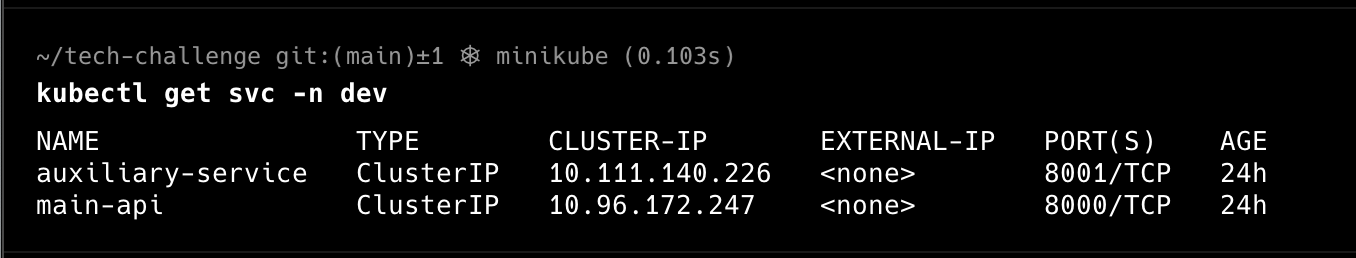 ~/tech-challenge git:(main)±1 ⎈ minikube (0.103s)
kubectl get svc -n dev
NAME TYPE CLUSTER-IP EXTERNAL-IP PORT(S) AGE
auxiliary-service ClusterIP 10.111.140.226 <none> 8001/TCP 24h
main-api ClusterIP 10.96.172.247 <none> 8000/TCP 24h